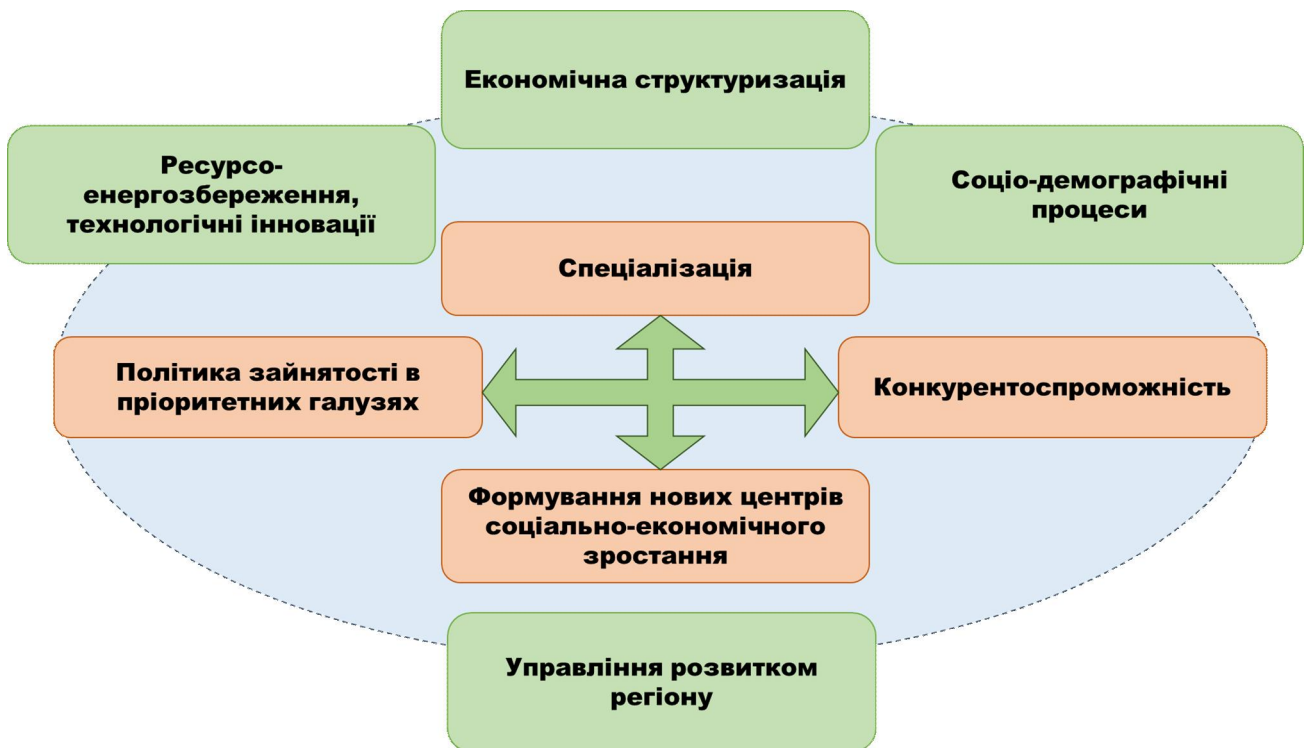 Економічна структуризація
Ресурсо-
енергозбереження,
технологічні інновації
Соціо-демографічні
процеси
Спеціалізація
Політика зайнятості в
пріоритетних галузях
Конкурентоспроможність
Формування нових центрів
соціально-економічного
зростання
Управління розвитком
регіону